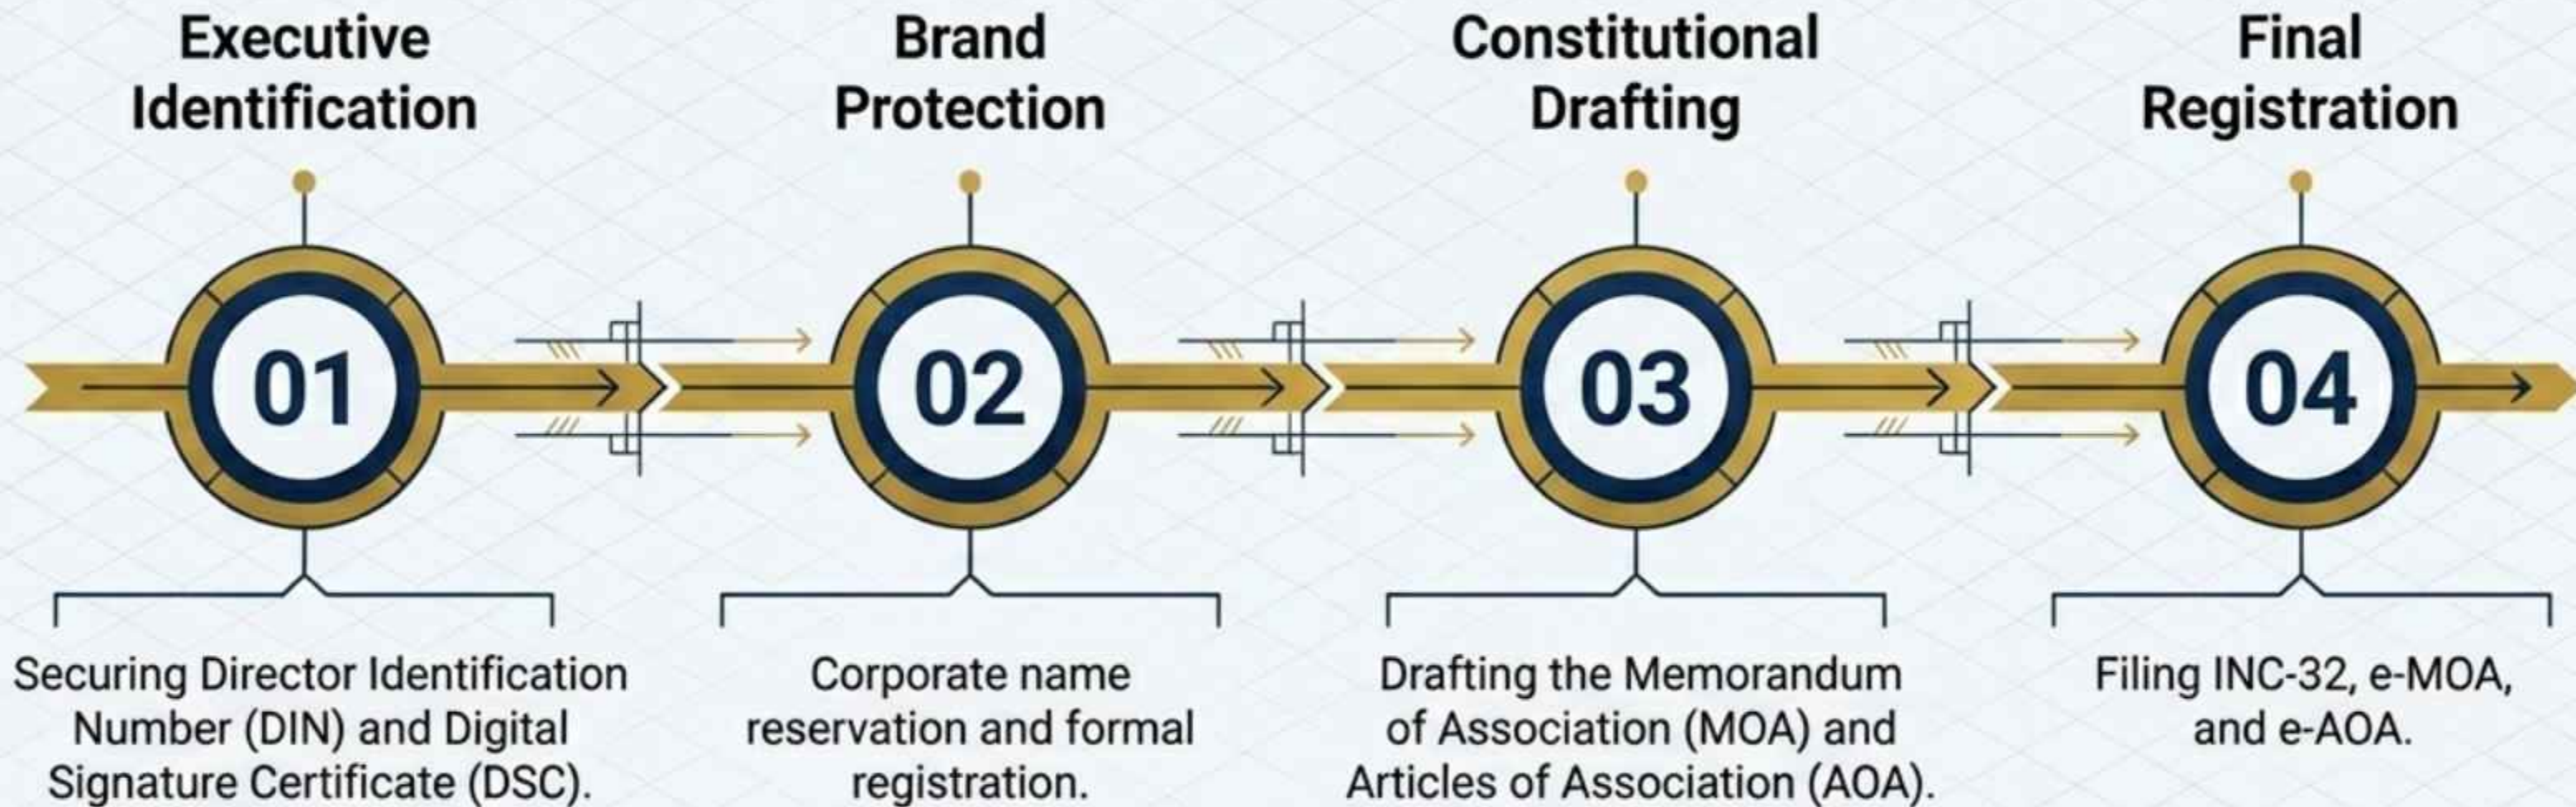 Executive
Identification
Brand
Protection
Constitutional
Drafting
Final
Registration
01
02
03
04
Securing Director Identification
Number (DIN) and Digital
Signature Certificate (DSC).
Corporate name
reservation and formal
registration.
Drafting the Memorandum
of Association (MOA) and
Articles of Association (AOA).
Filing INC-32, e-MOA,
and e-AOA.